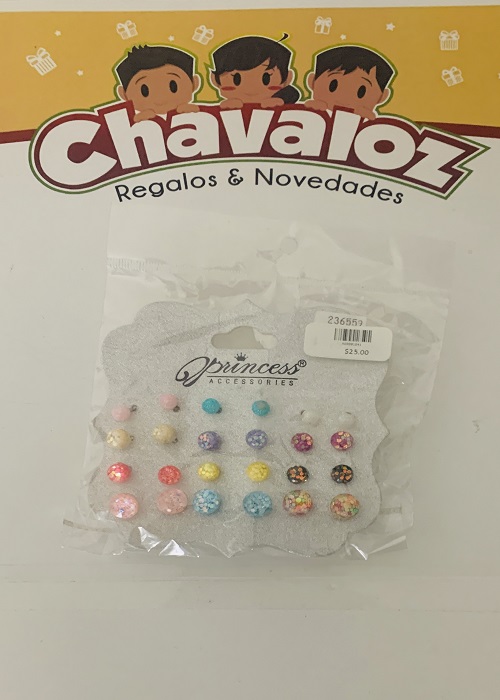 Chavaloz
Regalos & Novedades
236559
$25.00
Princess®
ACCESSORIES